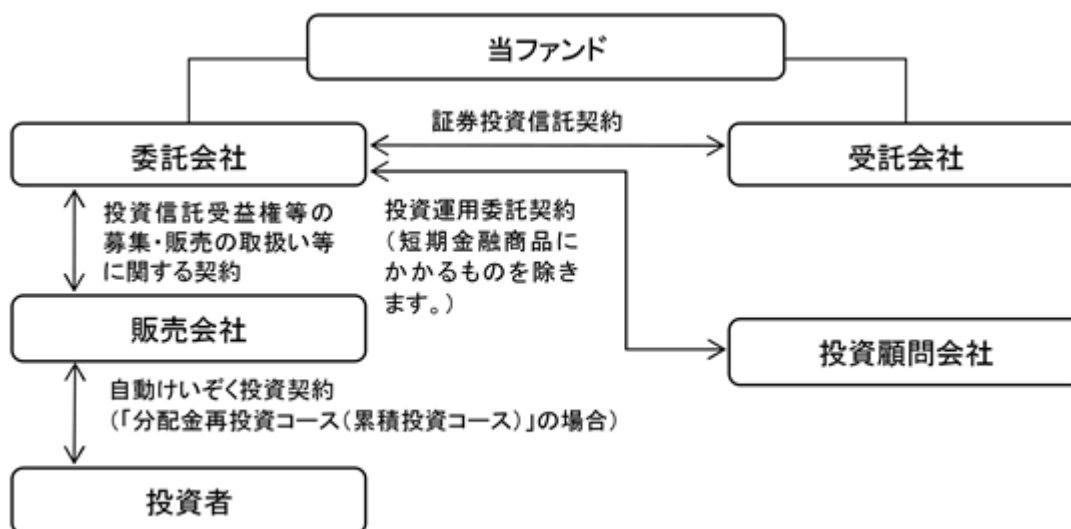 当ファンド
証券投資信託契約
委託会社
受託会社
投資信託受益権等の
募集・販売の取扱い等
に関する契約
投資運用委託契約
(短期金融商品に
かかるものを除き
ます。)
販売会社
投資顧問会社
自動けいぞく投資契約
(「分配金再投資コース(累積投資コース)」の場合)
投資者